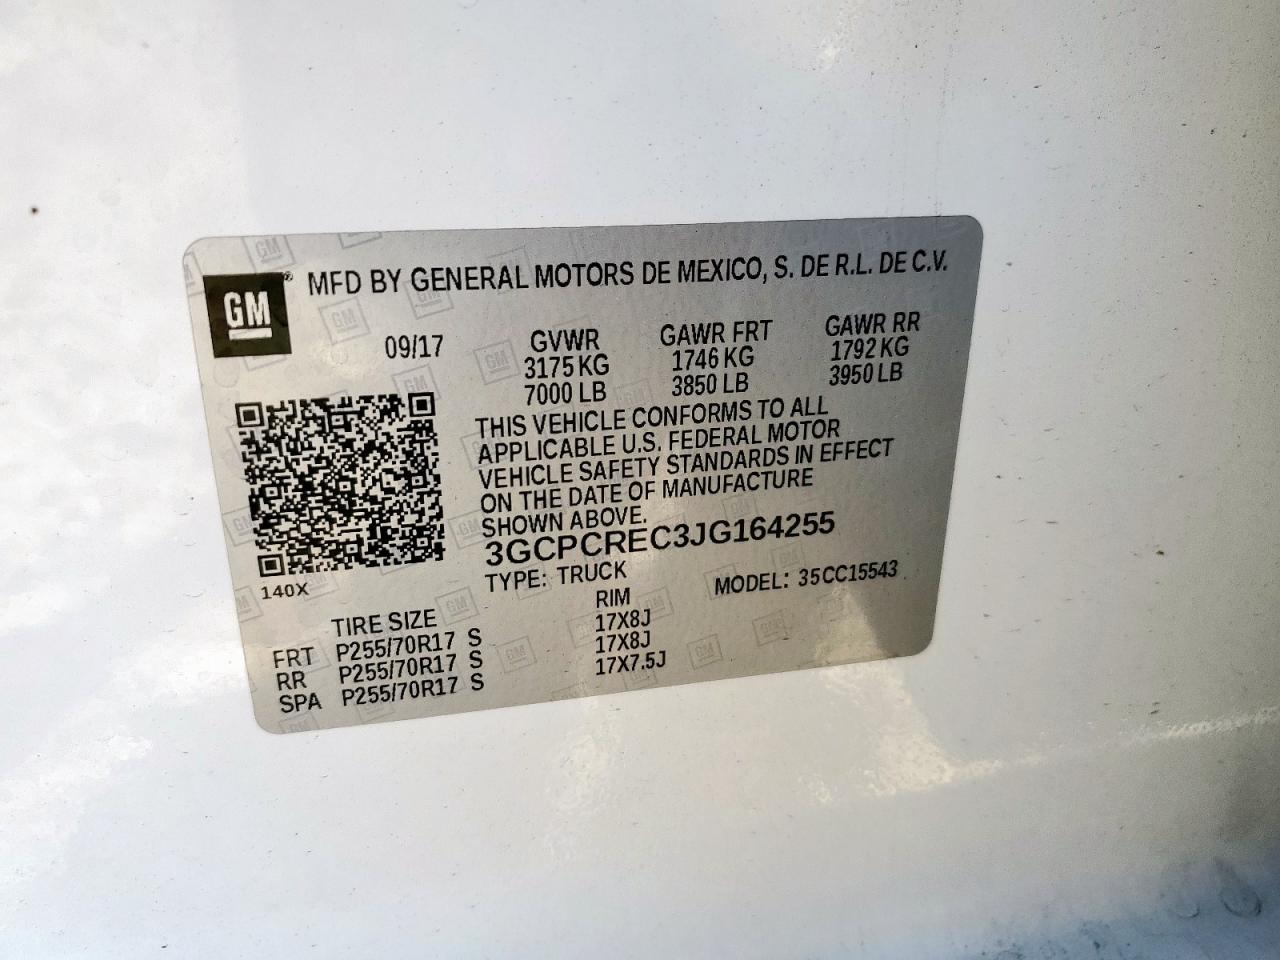 GM ® MFD BY GENERAL MOTORS DE MEXICO, S. DE R.L. DE C.V.
09/17 GVWR GAWR FRT GAWR RR
3175 KG 1746 KG 1792 KG
7000 LB 3850 LB 3950 LB
THIS VEHICLE CONFORMS TO ALL
APPLICABLE U.S. FEDERAL MOTOR
VEHICLE SAFETY STANDARDS IN EFFECT
ON THE DATE OF MANUFACTURE
SHOWN ABOVE.
3GCPCREC3JG164255
140X
TYPE: TRUCK MODEL: 35CC15543
TIRE SIZE RIM
FRT P255/70R17 S 17X8J
RR P255/70R17 S 17X8J
SPA P255/70R17 S 17X7.5J